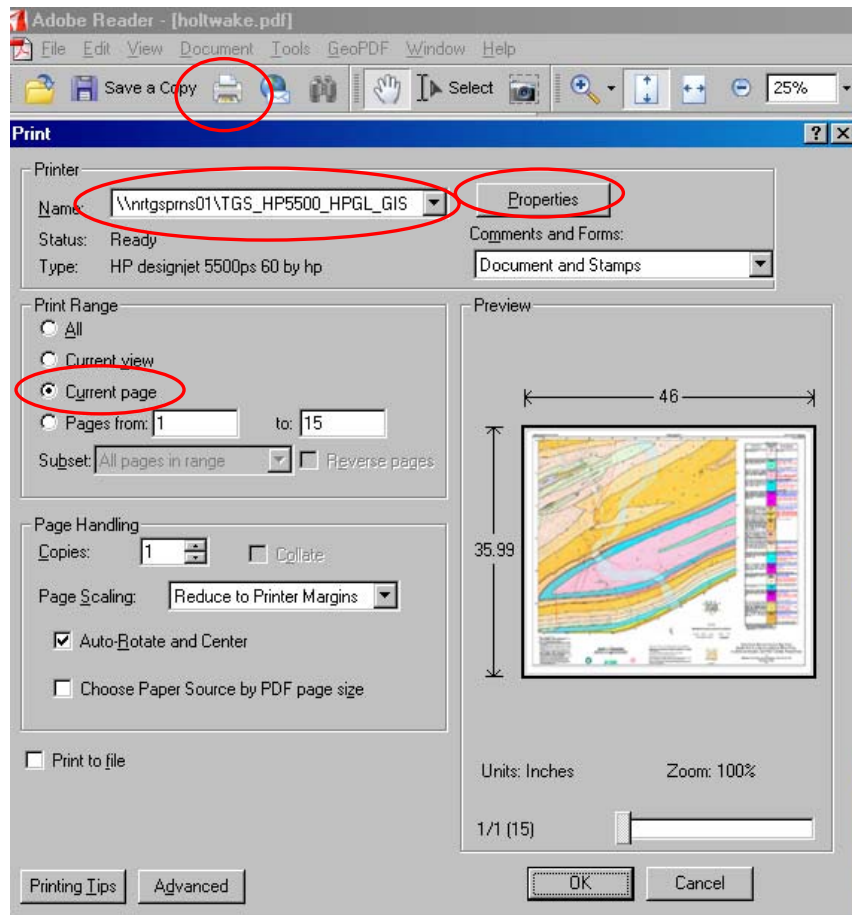 Adobe Reader - [holtwake.pdf]
File Edit View Document Tools GeoPDF Window Help
Save a Copy Select 25%
Print
Printer
Name: \\nrtgsprns01\TGS_HP5500_HPGL_GIS Properties
Status: Ready Comments and Forms:
Type: HP designjet 5500ps 60 by hp Document and Stamps
Print Range Preview
All
Current view
Current page
46
Pages from: 1 to: 15
Subset: All pages in range Reverse pages
Page Handling
Copies: 1 Collate
35.99
Page Scaling: Reduce to Printer Margins
Auto-Rotate and Center
Choose Paper Source by PDF page size
Print to file
Units: Inches Zoom: 100%
1/1 (15)
Printing Tips Advanced OK Cancel